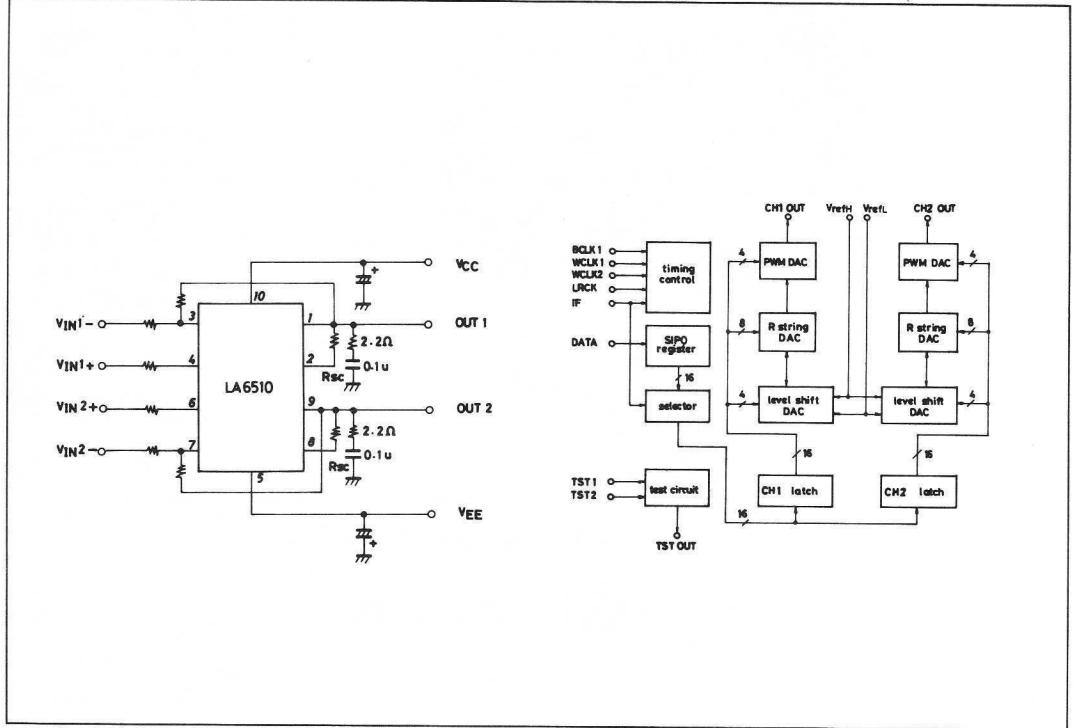 VCC
10
VIN1-
3
1
OUT 1
2.2Ω
VIN1+
4
2
0.1u
Rsc
LA6510
VIN2+
6
9
OUT 2
2.2Ω
VIN2-
7
8
0.1u
Rsc
5
VEE
+
+
CH1 OUT
VrefH
VrefL
CH2 OUT
BCLK1
WCLK1
WCLK2
LRCK
IF
timing
control
4
PWM DAC
PWM DAC
4
DATA
SIPO
register
8
R string
DAC
R string
DAC
8
16
selector
4
level shift
DAC
level shift
DAC
4
16
16
TST1
TST2
test circuit
CH1 latch
CH2 latch
16
TST OUT